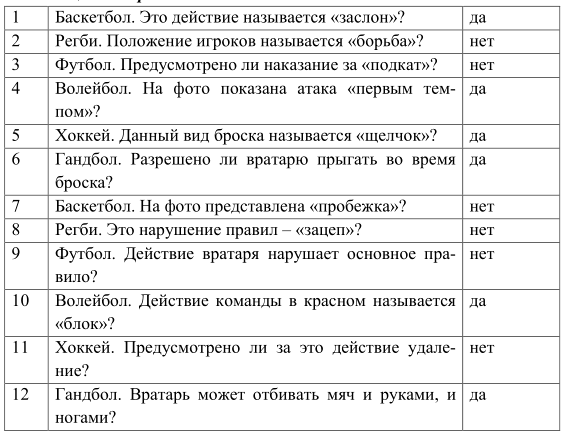 1 Баскетбол. Это действие называется «заслон»? да
2 Регби. Положение игроков называется «борьба»? нет
3 Футбол. Предусмотрено ли наказание за «подкат»? нет
4 Волейбол. На фото показана атака «первым тем- да
пом»?
5 Хоккей. Данный вид броска называется «щелчок»? да
6 Гандбол. Разрешено ли вратарю прыгать во время да
броска?
7 Баскетбол. На фото представлена «пробежка»? нет
8 Регби. Это нарушение правил – «зацеп»? нет
9 Футбол. Действие вратаря нарушает основное пра- нет
вило?
10 Волейбол. Действие команды в красном называется да
«блок»?
11 Хоккей. Предусмотрено ли за это действие удале- нет
ние?
12 Гандбол. Вратарь может отбивать мяч и руками, и да
ногами?